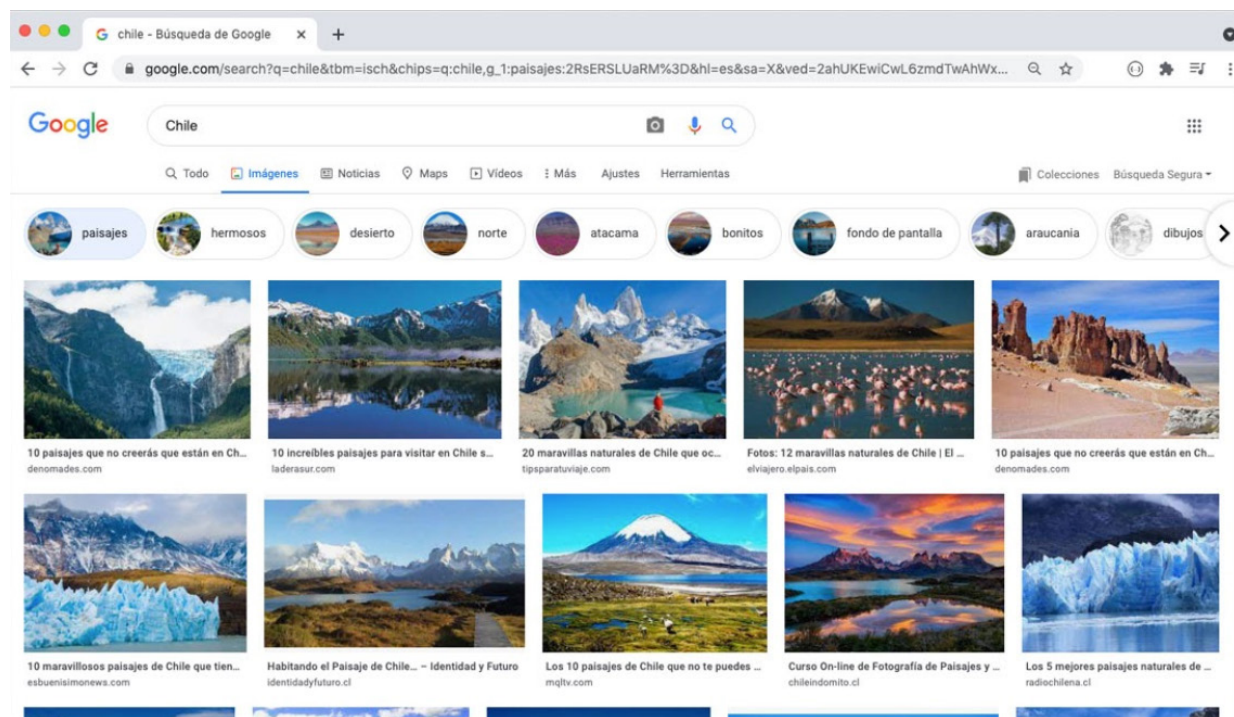 chile - Búsqueda de Google
google.com/search?q=chile&tbm=isch&chips=q:chile,g_1:paisajes:2RsERSLUaRM%3D&hl=es&sa=X&ved=2ahUKEwiCwL6zmdTwAhWx...
Google
Chile
Todo Imágenes Noticias Maps Vídeos Más Ajustes Herramientas Colecciones Búsqueda Segura
paisajes hermosos desierto norte atacama bonitos fondo de pantalla araucania dibujos
10 paisajes que no creerás que están en Ch... 10 increíbles paisajes para visitar en Chile s... 20 maravillas naturales de Chile que oc... Fotos: 12 maravillas naturales de Chile | El ... 10 paisajes que no creerás que están en Ch...
denomades.com laderasur.com tipsparatuviaje.com elviajero.elpais.com denomades.com
10 maravillosos paisajes de Chile que tien... Habitando el Paisaje de Chile... – Identidad y Futuro Los 10 paisajes de Chile que no te puedes ... Curso On-line de Fotografía de Paisajes y ... Los 5 mejores paisajes naturales de ...
esbuenisimonews.com identidadyfuturo.cl mqltv.com chileindomito.cl radiochilena.cl